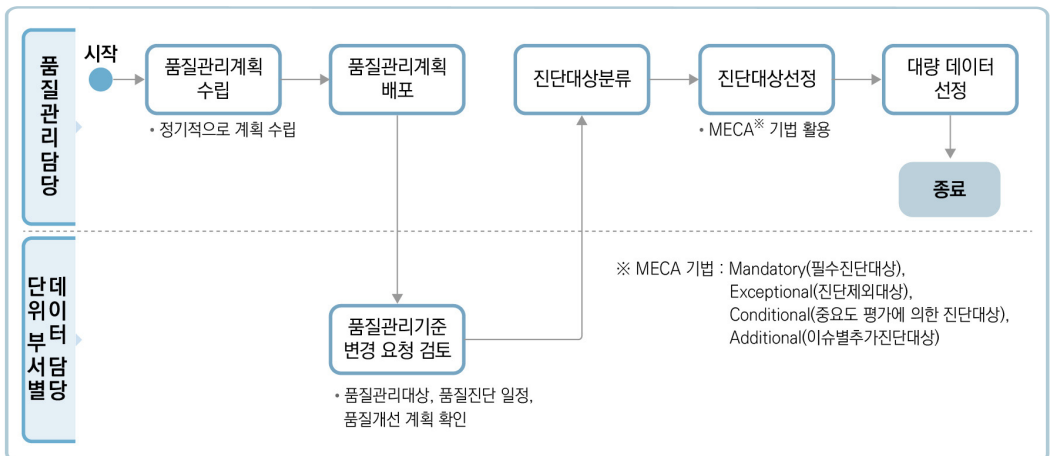 품질관리담당
시작
품질관리계획
수립
• 정기적으로 계획 수립
품질관리계획
배포
진단대상분류
진단대상선정
• MECA※ 기법 활용
대량 데이터
선정
종료
단위 부서별
데이터 담당
품질관리기준
변경 요청 검토
• 품질관리대상, 품질진단 일정,
품질개선 계획 확인
※ MECA 기법 : Mandatory(필수진단대상),
Exceptional(진단제외대상),
Conditional(중요도 평가에 의한 진단대상),
Additional(이슈별추가진단대상)